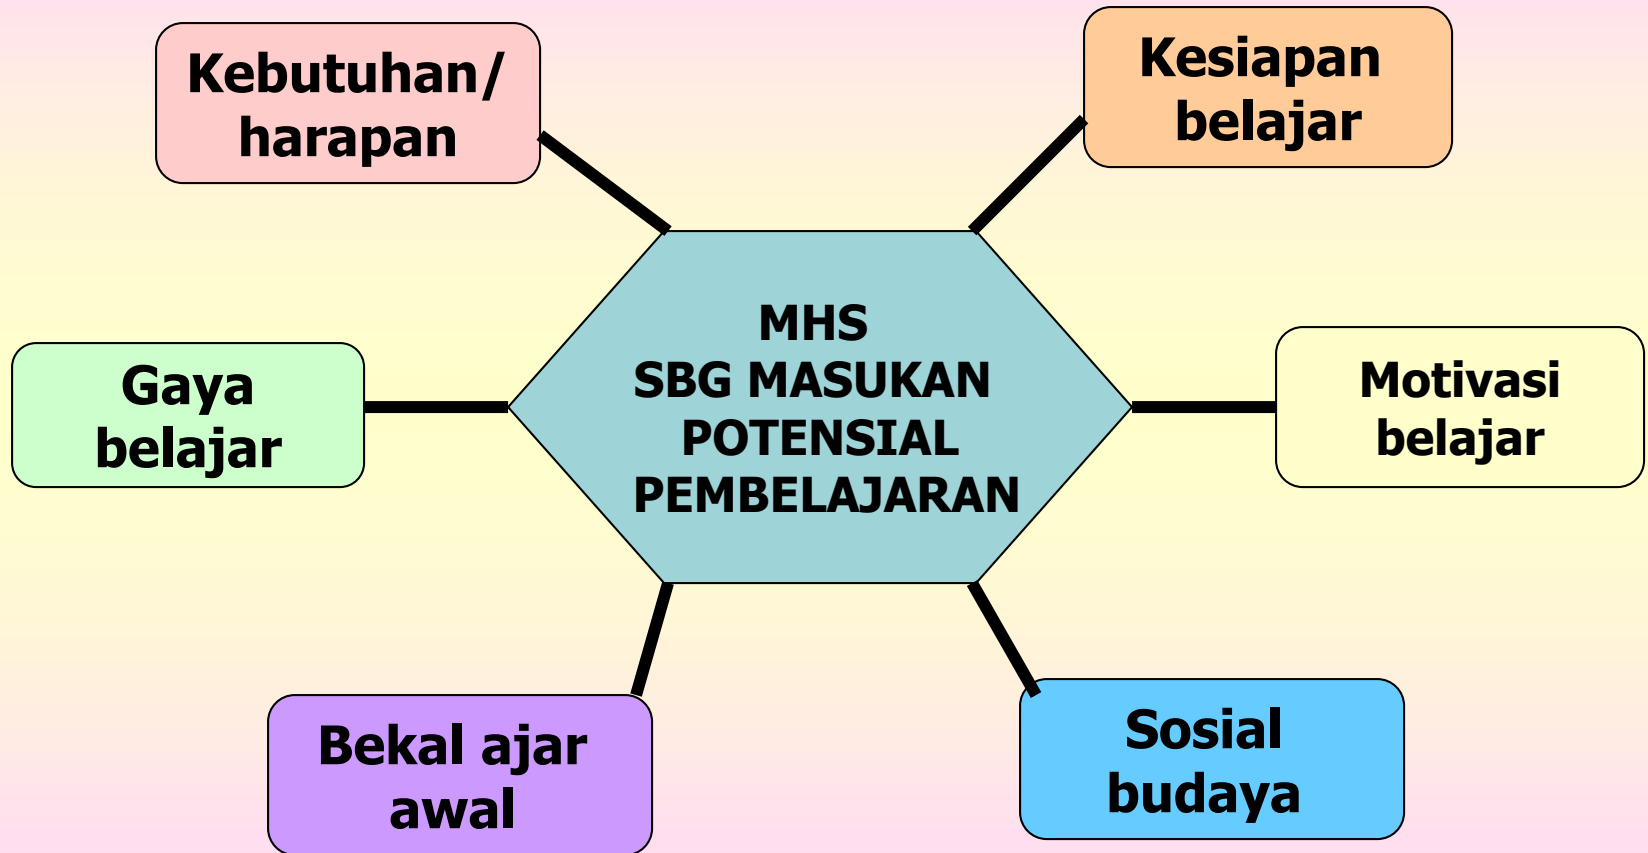 Kebutuhan/
harapan
Kesiapan
belajar
MHS
SBG MASUKAN
POTENSIAL
PEMBELAJARAN
Gaya
belajar
Motivasi
belajar
Bekal ajar
awal
Sosial
budaya